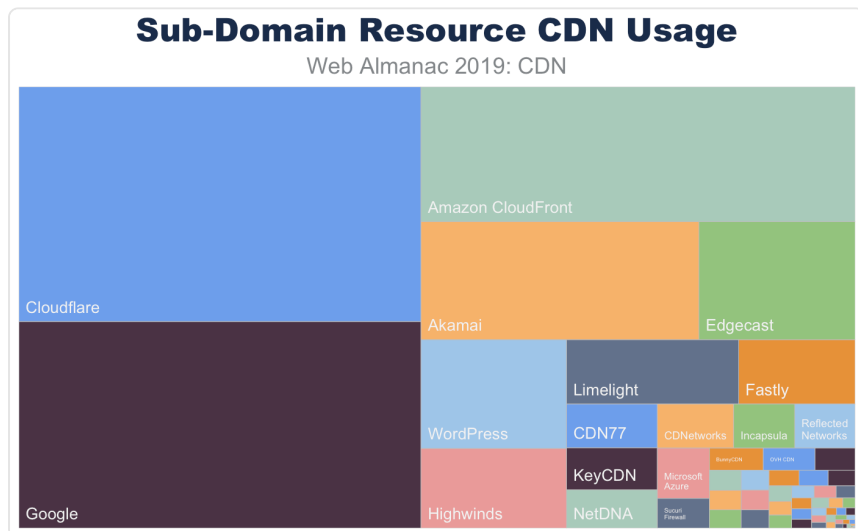 Sub-Domain Resource CDN Usage
Web Almanac 2019: CDN
Cloudflare
Google
Amazon CloudFront
Akamai
Edgecast
WordPress
Highwinds
Limelight
Fastly
CDN77
CDNetworks
Incapsula
Reflected
Networks
KeyCDN
NetDNA
Microsoft
Azure
Sucuri
Firewall
BunnyCDN
OVH CDN